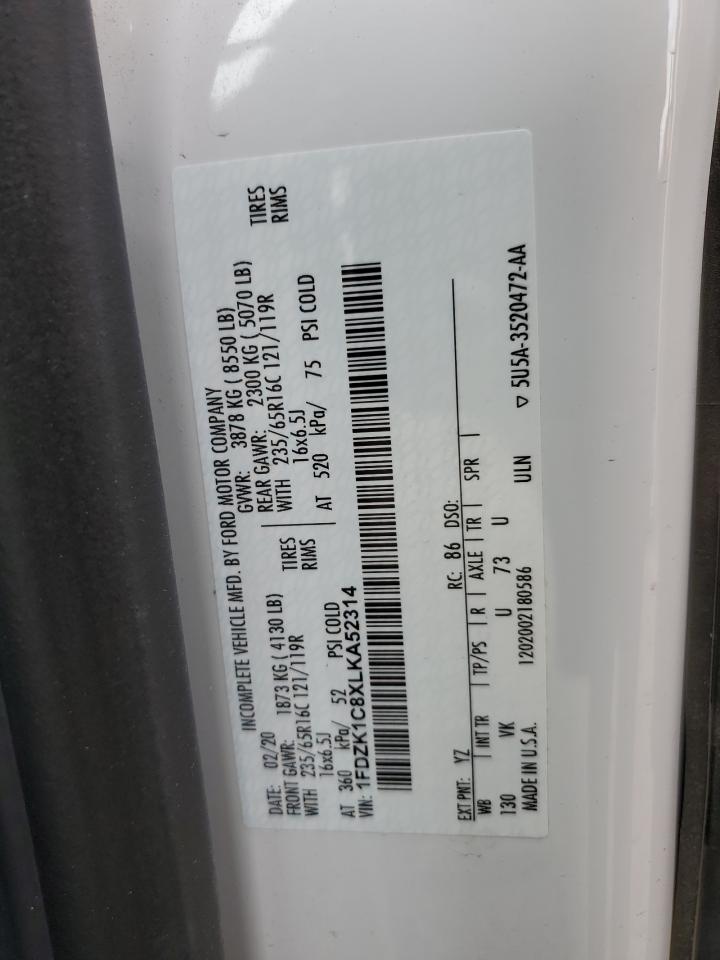 INCOMPLETE VEHICLE MFD. BY FORD MOTOR COMPANY
DATE: 02/20 GVWR: 3878 KG ( 8550 LB)
FRONT GAWR: 1873 KG ( 4130 LB) REAR GAWR: 2300 KG ( 5070 LB)
WITH 235/65R16C 121/119R TIRES WITH 235/65R16C 121/119R TIRES
16x6.5J RIMS 16x6.5J RIMS
AT 360 kPa/ 52 PSI COLD AT 520 kPa/ 75 PSI COLD
VIN: 1FDZK1C8XLKA52314
EXT PNT: YZ RC: 86 DSO:
WB INT TR TP/PS R AXLE TR SPR
130 VK U 73 U
MADE IN U.S.A. 1202002180586 ULN ▽ 5U5A-3520472-AA